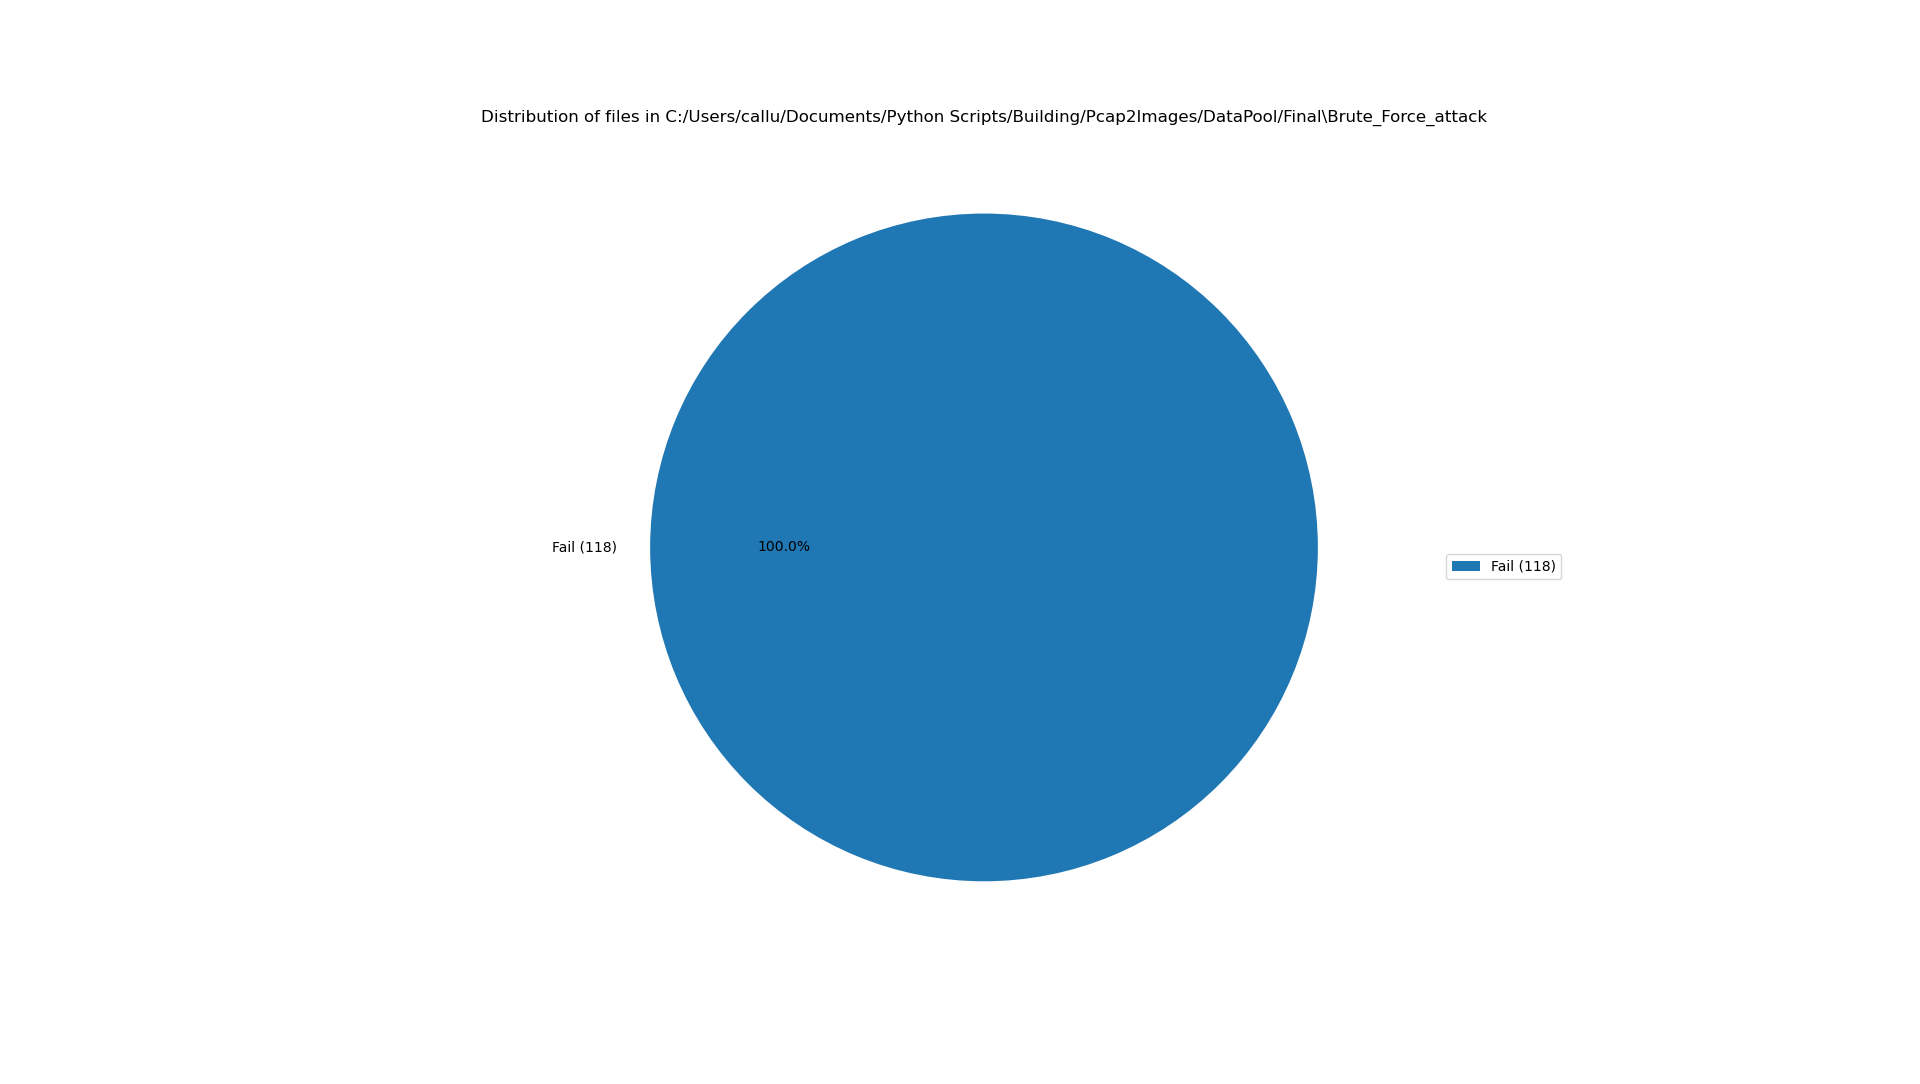 Distribution of files in C:/Users/callu/Documents/Python Scripts/Building/Pcap2Images/DataPool/Final\Brute_Force_attack
Fail (118)
100.0%
Fail (118)